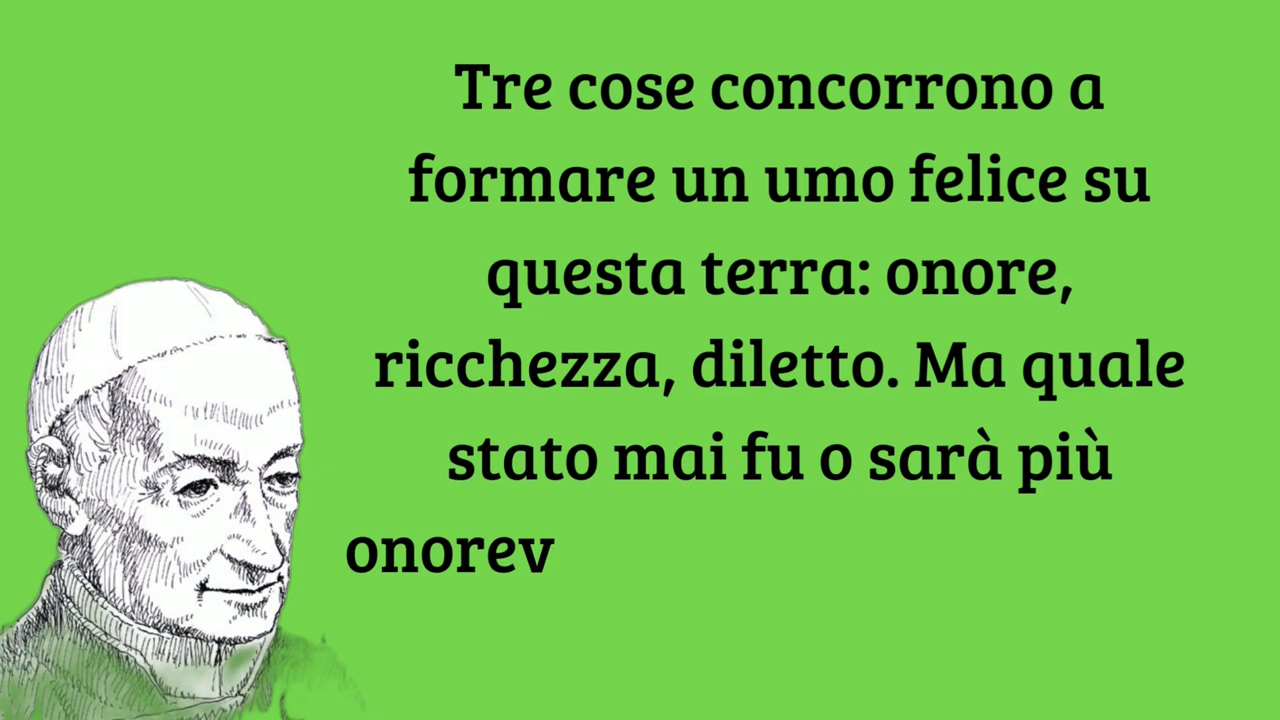 Tre cose concorrono a
formare un umo felice su
questa terra: onore,
ricchezza, diletto. Ma quale
stato mai fu o sarà più
onorev